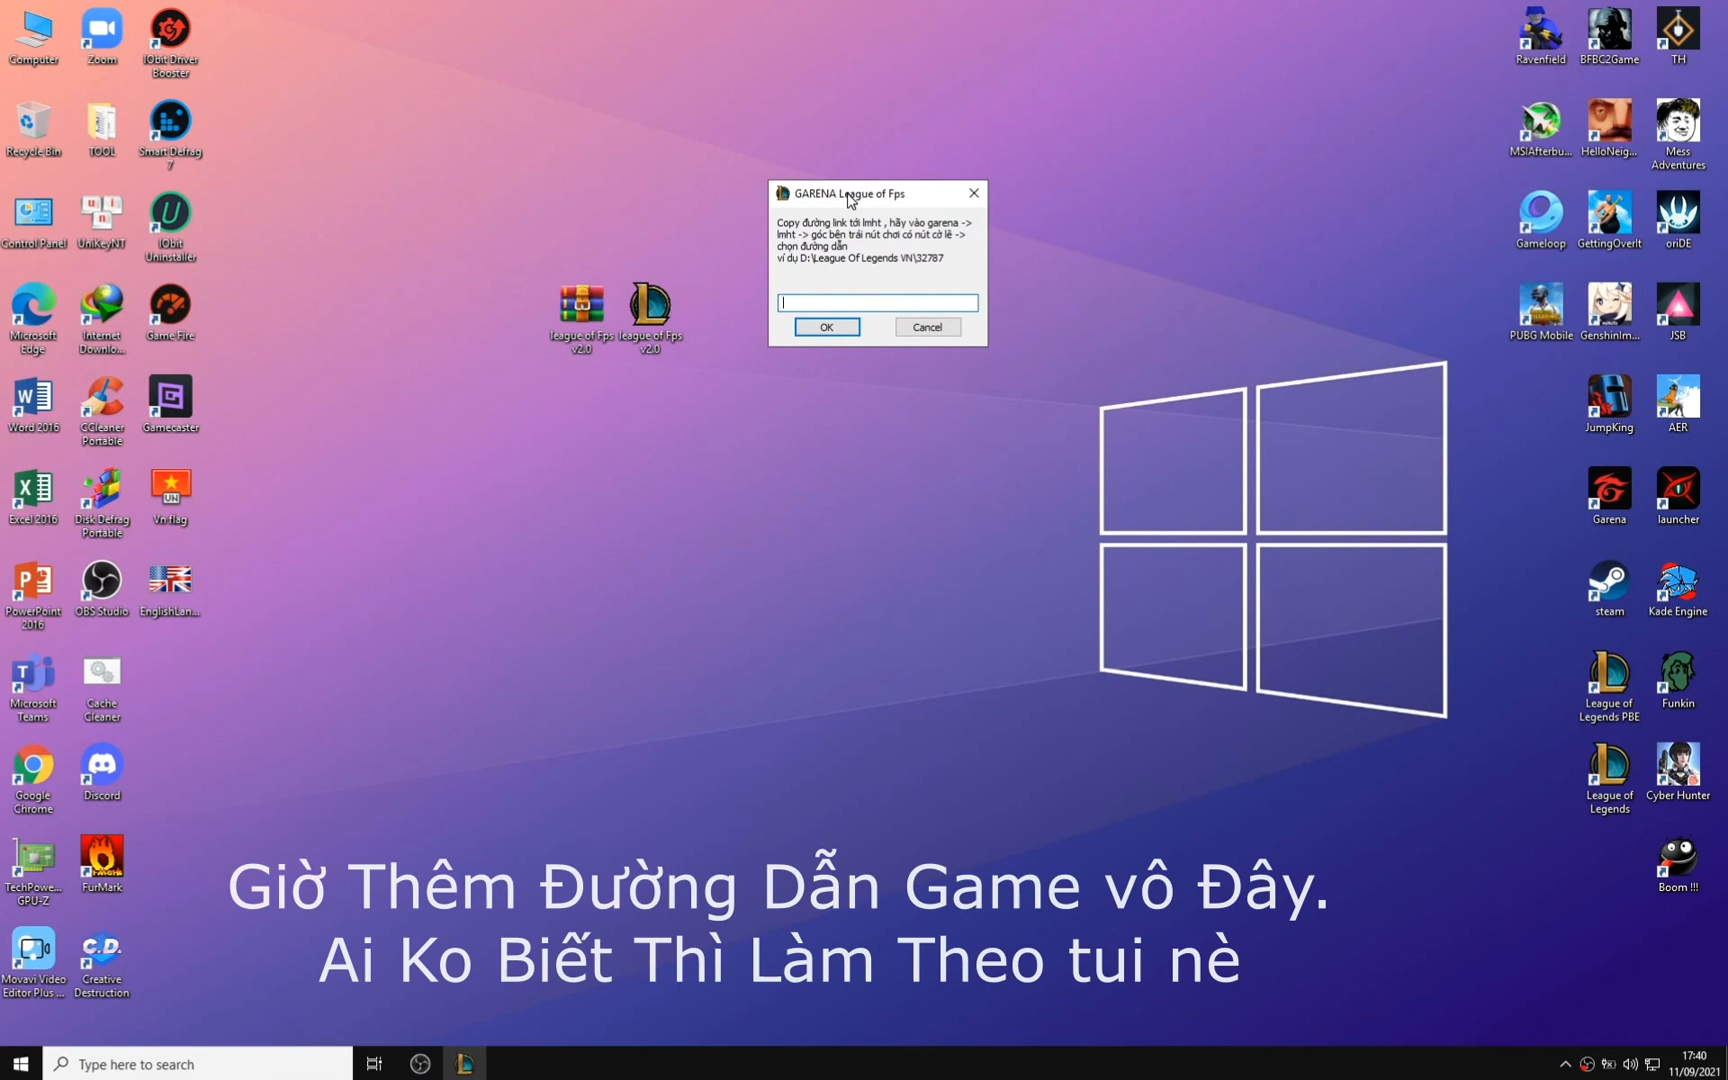 Computer
Zoom
IObit Driver
Booster
Recycle Bin
TOOL
Smart Defrag
7
Control Panel
UniKeyNT
IObit
Uninstaller
Microsoft
Edge
Internet
Downlo...
Game Fire
Word 2016
CCleaner
Portable
Gamecaster
Excel 2016
Disk Defrag
Portable
Vn flag
PowerPoint
2016
OBS Studio
EnglishLan...
Microsoft
Teams
Cache
Cleaner
Google
Chrome
Discord
TechPowe...
GPU-Z
FurMark
Movavi Video
Editor Plus ...
Creative
Destruction
league of Fps
v2.0
league of Fps
v2.0
GARENA League of Fps
Copy đường link tới lmht , hãy vào garena ->
lmht -> góc bên trái nút chơi có nút cờ lê ->
chọn đường dẫn
ví dụ D:\League Of Legends VN\32787
OK
Cancel
Ravenfield
BFBC2Game
TH
MSIAfterbu...
HelloNeig...
Mess
Adventures
Gameloop
GettingOverIt
oriDE
PUBG Mobile
GenshinIm...
JSB
JumpKing
AER
Garena
launcher
steam
Kade Engine
League of
Legends PBE
Funkin
League of
Legends
Cyber Hunter
Boom !!!
Giờ Thêm Đường Dẫn Game vô Đây.
Ai Ko Biết Thì Làm Theo tui nè
Type here to search
17:40
11/09/2021